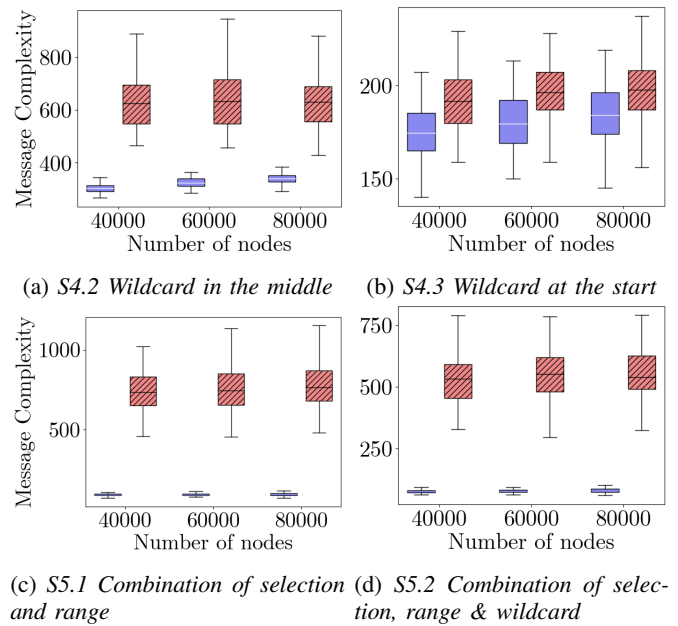 Message Complexity
800
600
400
40000 60000 80000
Number of nodes
(a) S4.2 Wildcard in the middle
200
150
40000 60000 80000
Number of nodes
(b) S4.3 Wildcard at the start
Message Complexity
1000
500
40000 60000 80000
Number of nodes
(c) S5.1 Combination of selection
and range
750
500
250
40000 60000 80000
Number of nodes
(d) S5.2 Combination of selec-
tion, range & wildcard